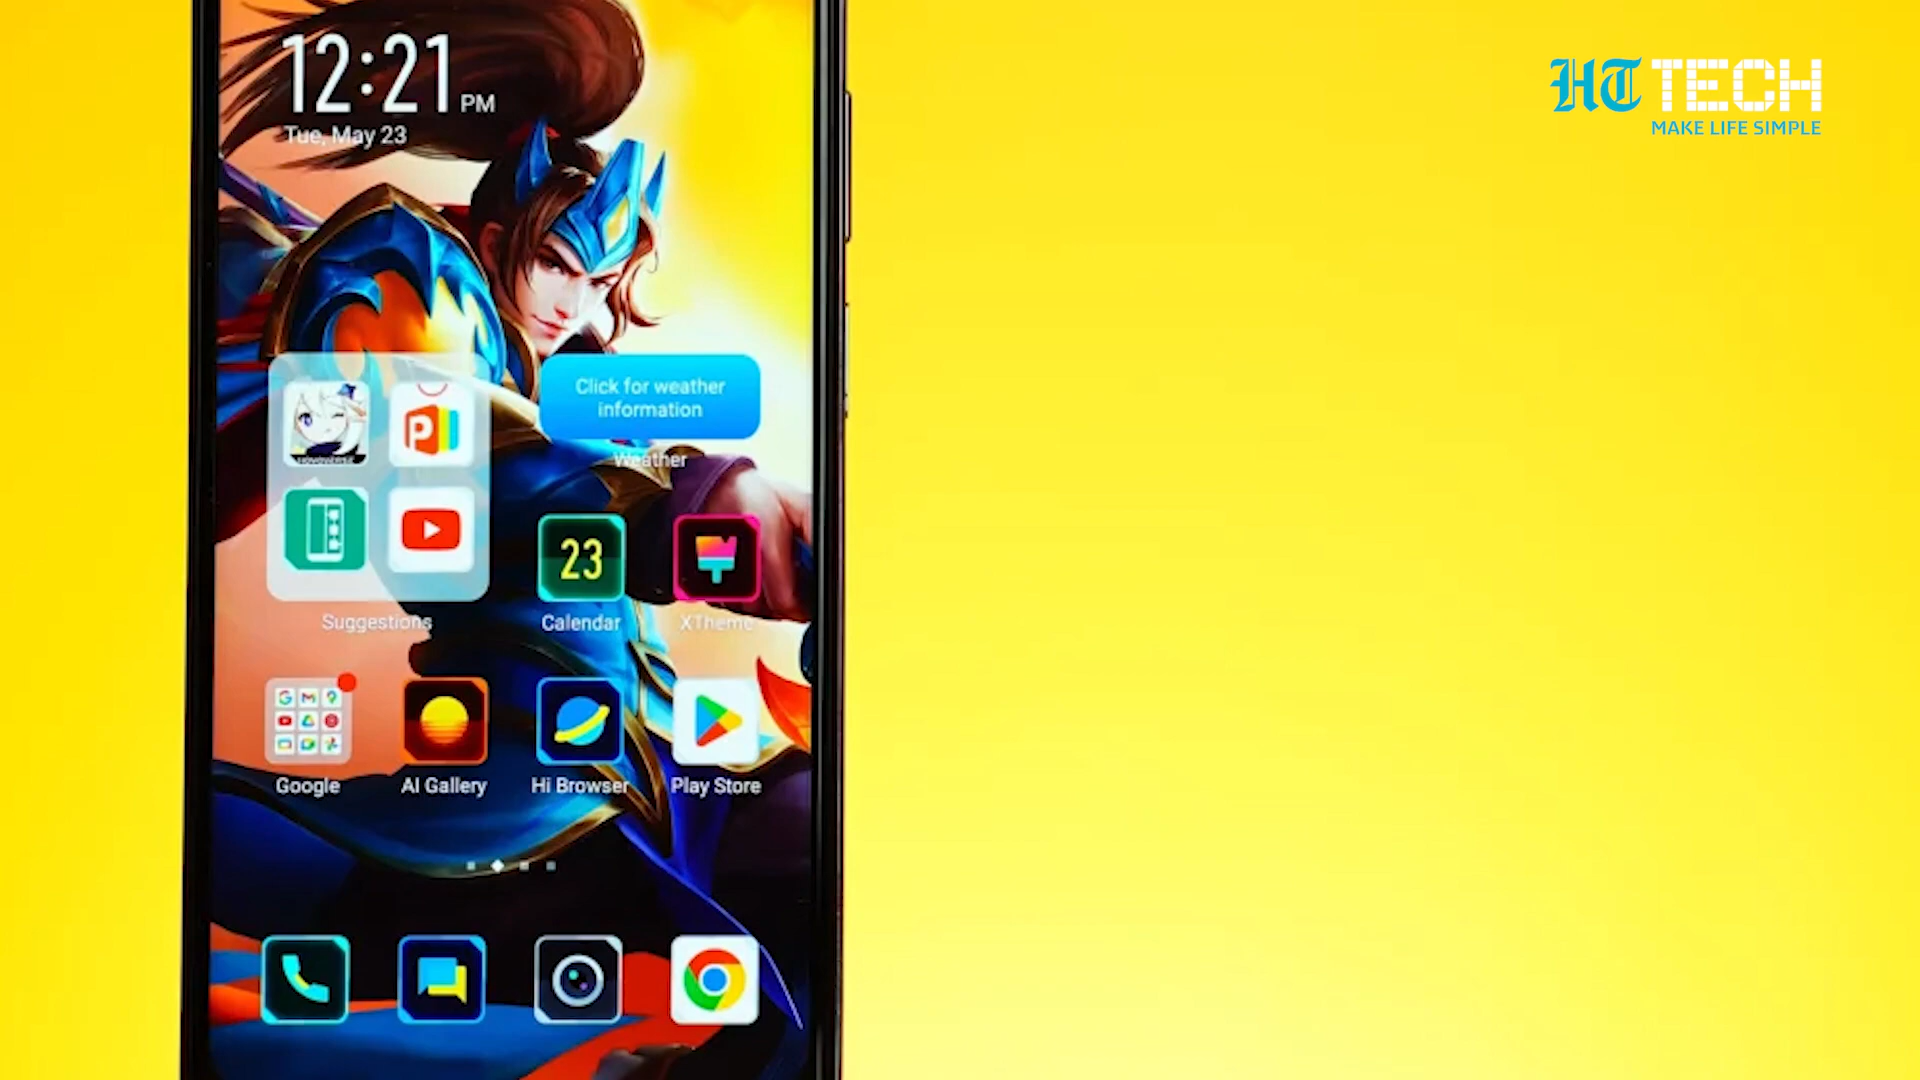 12:21 PM
Tue, May 23
HT TECH
MAKE LIFE SIMPLE
Click for weather
information
Weather
P
23
Suggestions
Calendar
XTheme
Google
AI Gallery
Hi Browser
Play Store